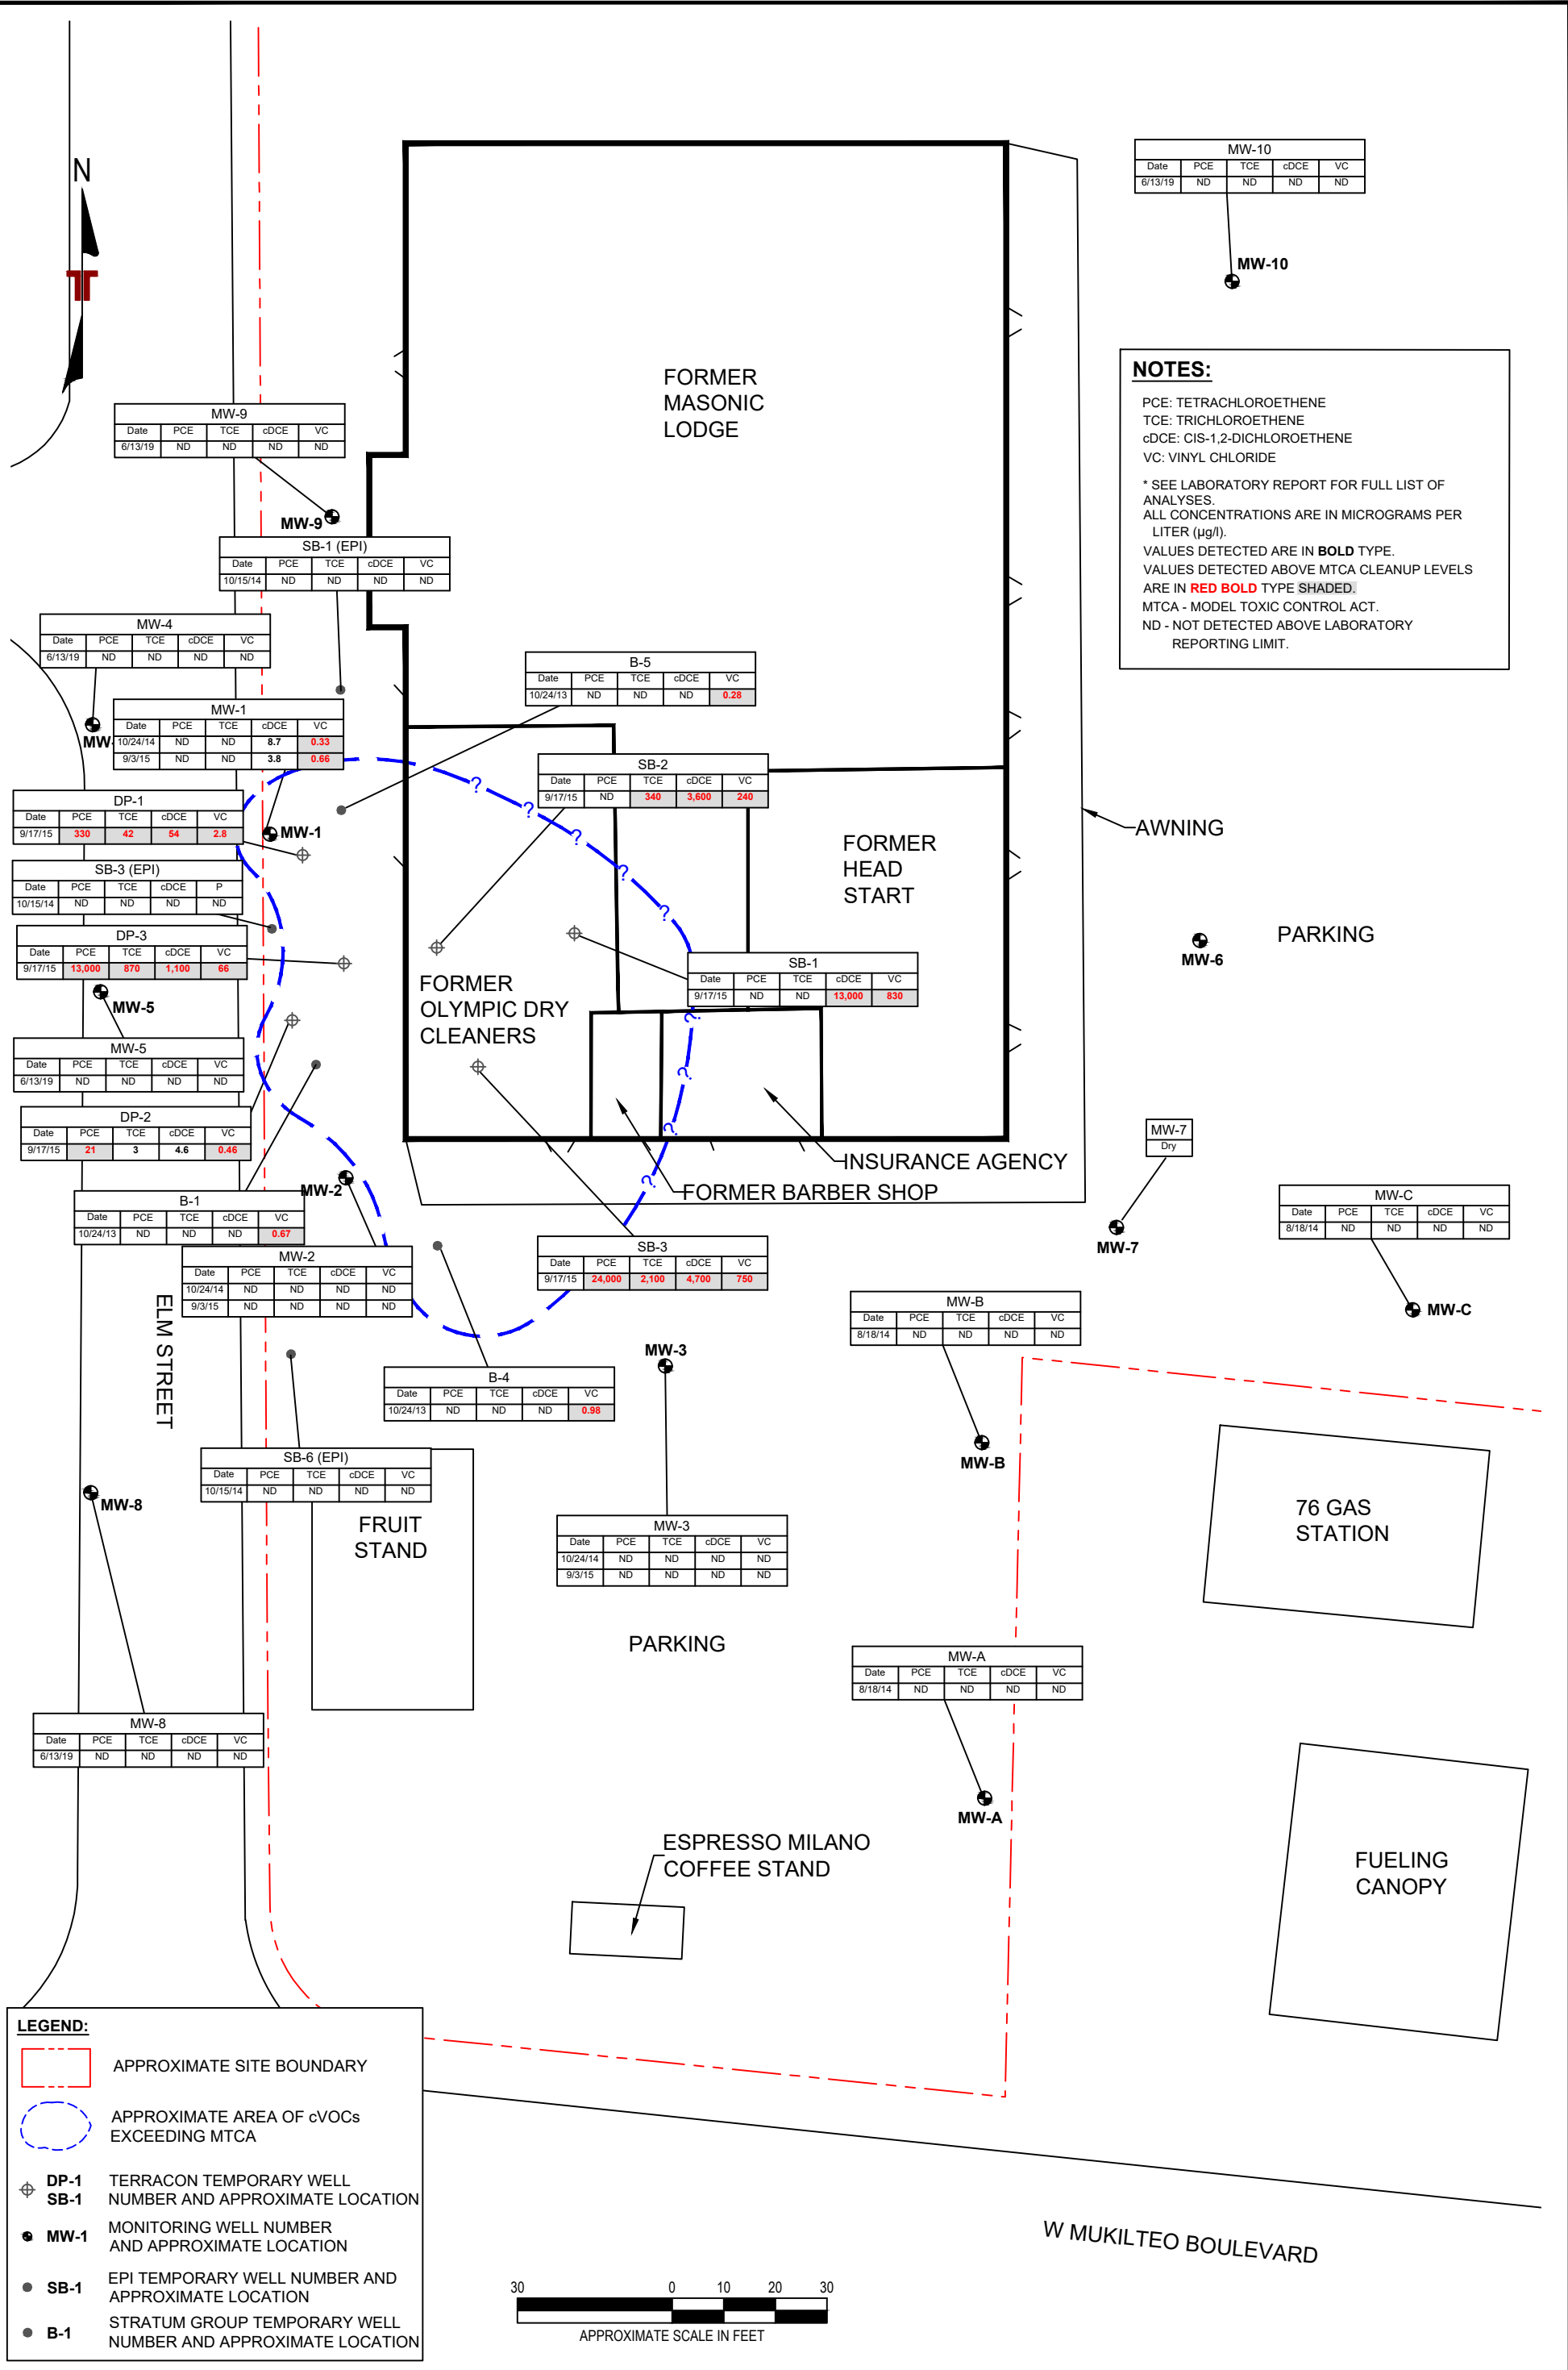 N
MW-10
Date PCE TCE cDCE VC
6/13/19 ND ND ND ND
MW-10
NOTES:
PCE: TETRACHLOROETHENE
TCE: TRICHLOROETHENE
cDCE: CIS-1,2-DICHLOROETHENE
VC: VINYL CHLORIDE
* SEE LABORATORY REPORT FOR FULL LIST OF
ANALYSES.
ALL CONCENTRATIONS ARE IN MICROGRAMS PER
LITER (µg/l).
VALUES DETECTED ARE IN BOLD TYPE.
VALUES DETECTED ABOVE MTCA CLEANUP LEVELS
ARE IN RED BOLD TYPE SHADED.
MTCA - MODEL TOXIC CONTROL ACT.
ND - NOT DETECTED ABOVE LABORATORY
REPORTING LIMIT.
FORMER
MASONIC
LODGE
MW-9
Date PCE TCE cDCE VC
6/13/19 ND ND ND ND
MW-9
SB-1 (EPI)
Date PCE TCE cDCE VC
10/15/14 ND ND ND ND
MW-4
Date PCE TCE cDCE VC
6/13/19 ND ND ND ND
MW-
MW-1
Date PCE TCE cDCE VC
10/24/14 ND ND 8.7 0.33
9/3/15 ND ND 3.8 0.66
B-5
Date PCE TCE cDCE VC
10/24/13 ND ND ND 0.28
SB-2
Date PCE TCE cDCE VC
9/17/15 ND 340 3,600 240
? ? ? ? ?
DP-1
Date PCE TCE cDCE VC
9/17/15 330 42 54 2.8
MW-1
FORMER
HEAD
START
AWNING
SB-3 (EPI)
Date PCE TCE cDCE P
10/15/14 ND ND ND ND
DP-3
Date PCE TCE cDCE VC
9/17/15 13,000 870 1,100 66
MW-5
MW-6
PARKING
SB-1
Date PCE TCE cDCE VC
9/17/15 ND ND 13,000 830
FORMER
OLYMPIC DRY
CLEANERS
? ? ? ?
MW-5
Date PCE TCE cDCE VC
6/13/19 ND ND ND ND
DP-2
Date PCE TCE cDCE VC
9/17/15 21 3 4.6 0.46
MW-7
Dry
MW-7
INSURANCE AGENCY
FORMER BARBER SHOP
MW-2
B-1
Date PCE TCE cDCE VC
10/24/13 ND ND ND 0.67
MW-2
Date PCE TCE cDCE VC
10/24/14 ND ND ND ND
9/3/15 ND ND ND ND
SB-3
Date PCE TCE cDCE VC
9/17/15 24,000 2,100 4,700 750
MW-C
Date PCE TCE cDCE VC
8/18/14 ND ND ND ND
MW-C
MW-B
Date PCE TCE cDCE VC
8/18/14 ND ND ND ND
MW-B
ELM STREET
MW-3
B-4
Date PCE TCE cDCE VC
10/24/13 ND ND ND 0.98
SB-6 (EPI)
Date PCE TCE cDCE VC
10/15/14 ND ND ND ND
MW-8
FRUIT
STAND
MW-3
Date PCE TCE cDCE VC
10/24/14 ND ND ND ND
9/3/15 ND ND ND ND
76 GAS
STATION
PARKING
MW-A
Date PCE TCE cDCE VC
8/18/14 ND ND ND ND
MW-A
MW-8
Date PCE TCE cDCE VC
6/13/19 ND ND ND ND
ESPRESSO MILANO
COFFEE STAND
FUELING
CANOPY
LEGEND:
APPROXIMATE SITE BOUNDARY
APPROXIMATE AREA OF cVOCs
EXCEEDING MTCA
DP-1 TERRACON TEMPORARY WELL
SB-1 NUMBER AND APPROXIMATE LOCATION
MW-1 MONITORING WELL NUMBER
AND APPROXIMATE LOCATION
SB-1 EPI TEMPORARY WELL NUMBER AND
APPROXIMATE LOCATION
B-1 STRATUM GROUP TEMPORARY WELL
NUMBER AND APPROXIMATE LOCATION
W MUKILTEO BOULEVARD
30 0 10 20 30
APPROXIMATE SCALE IN FEET